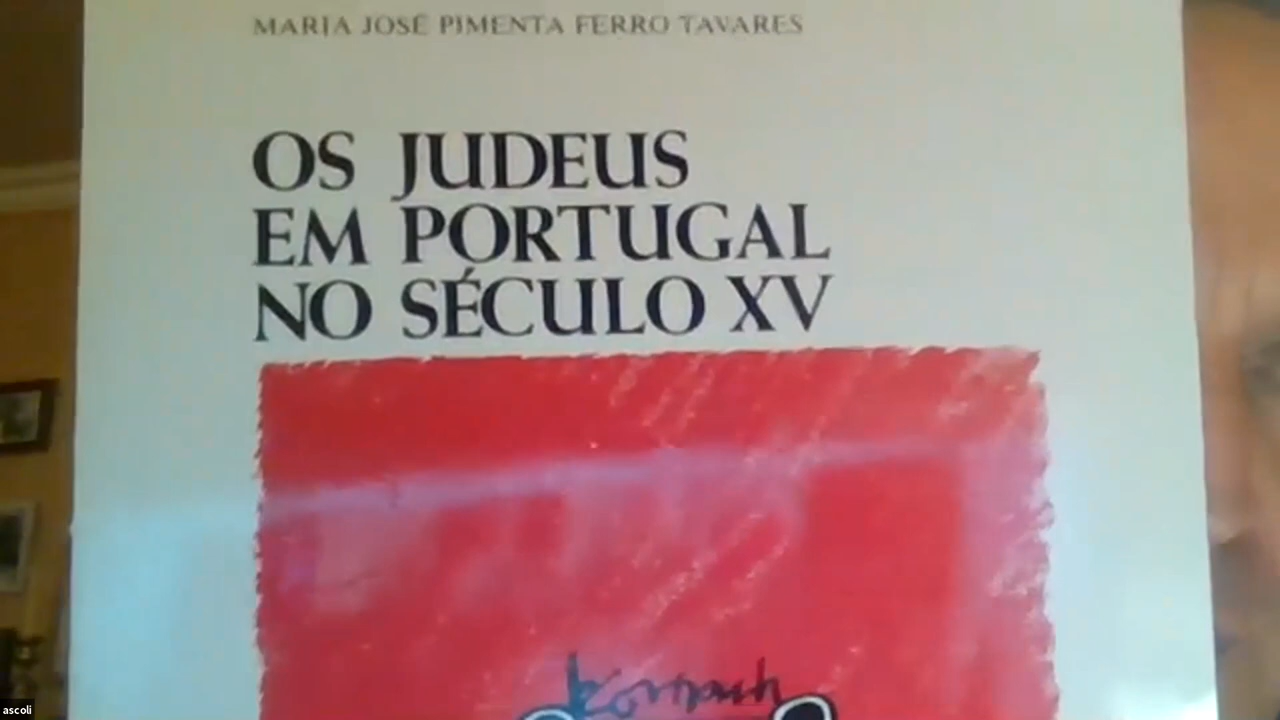 MARIA JOSÉ PIMENTA FERRO TAVARES
OS JUDEUS
EM PORTUGAL
NO SÉCULO XV
ascoli